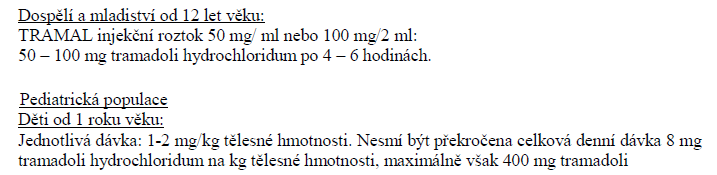 Dospělí a mladiství od 12 let věku:
TRAMAL injekční roztok 50 mg/ ml nebo 100 mg/2 ml:
50 – 100 mg tramadoli hydrochloridum po 4 – 6 hodinách.
Pediatrická populace
Děti od 1 roku věku:
Jednotlivá dávka: 1-2 mg/kg tělesné hmotnosti. Nesmí být překročena celková denní dávka 8 mg
tramadoli hydrochloridum na kg tělesné hmotnosti, maximálně však 400 mg tramadoli